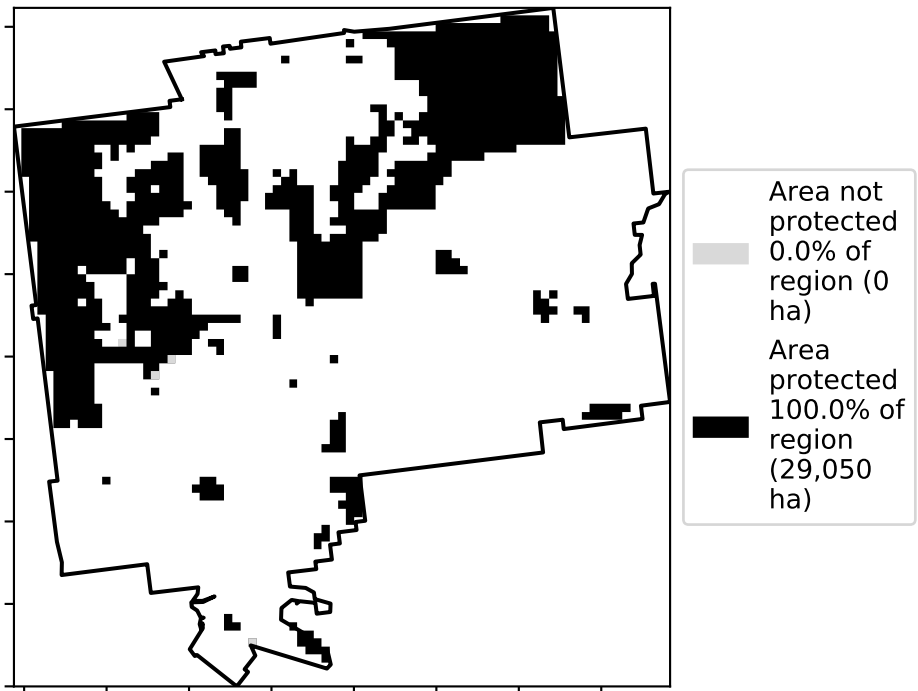 Area not
protected
0.0% of
region (0
ha)
Area
protected
100.0% of
region
(29,050
ha)